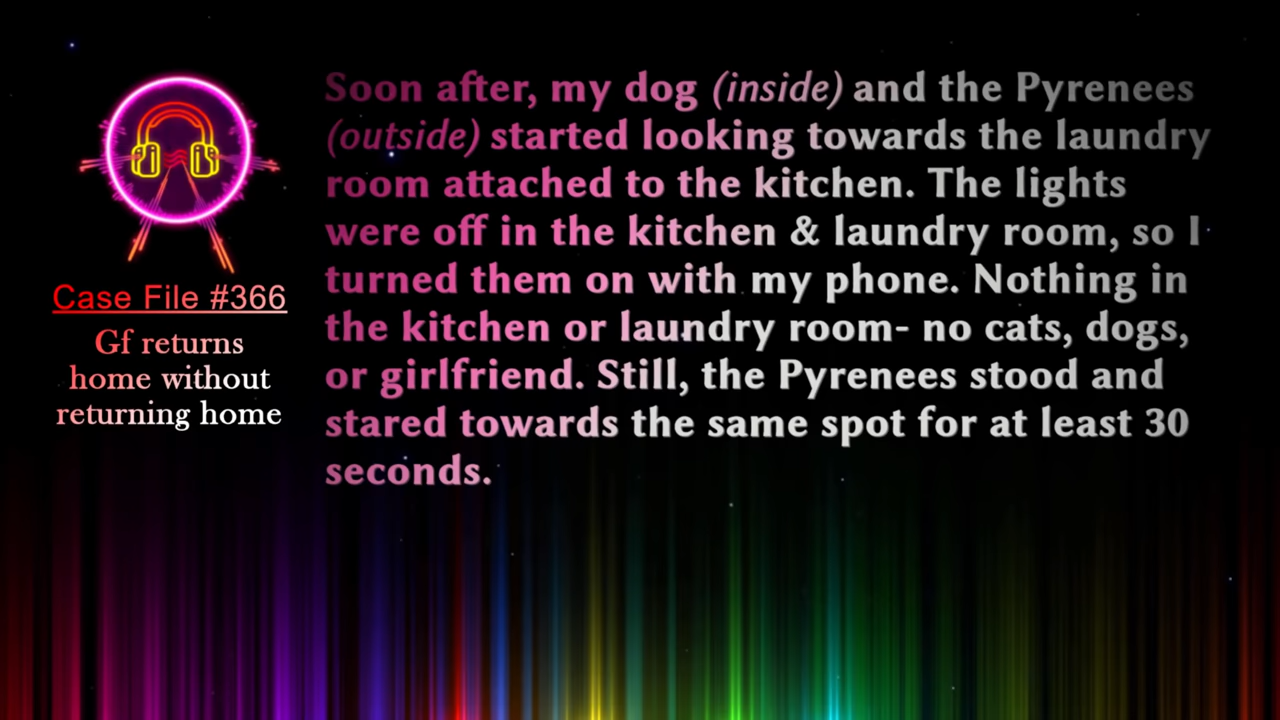 Case File #366
Gf returns
home without
returning home
Soon after, my dog (inside) and the Pyrenees
(outside) started looking towards the laundry
room attached to the kitchen. The lights
were off in the kitchen & laundry room, so I
turned them on with my phone. Nothing in
the kitchen or laundry room- no cats, dogs,
or girlfriend. Still, the Pyrenees stood and
stared towards the same spot for at least 30
seconds.